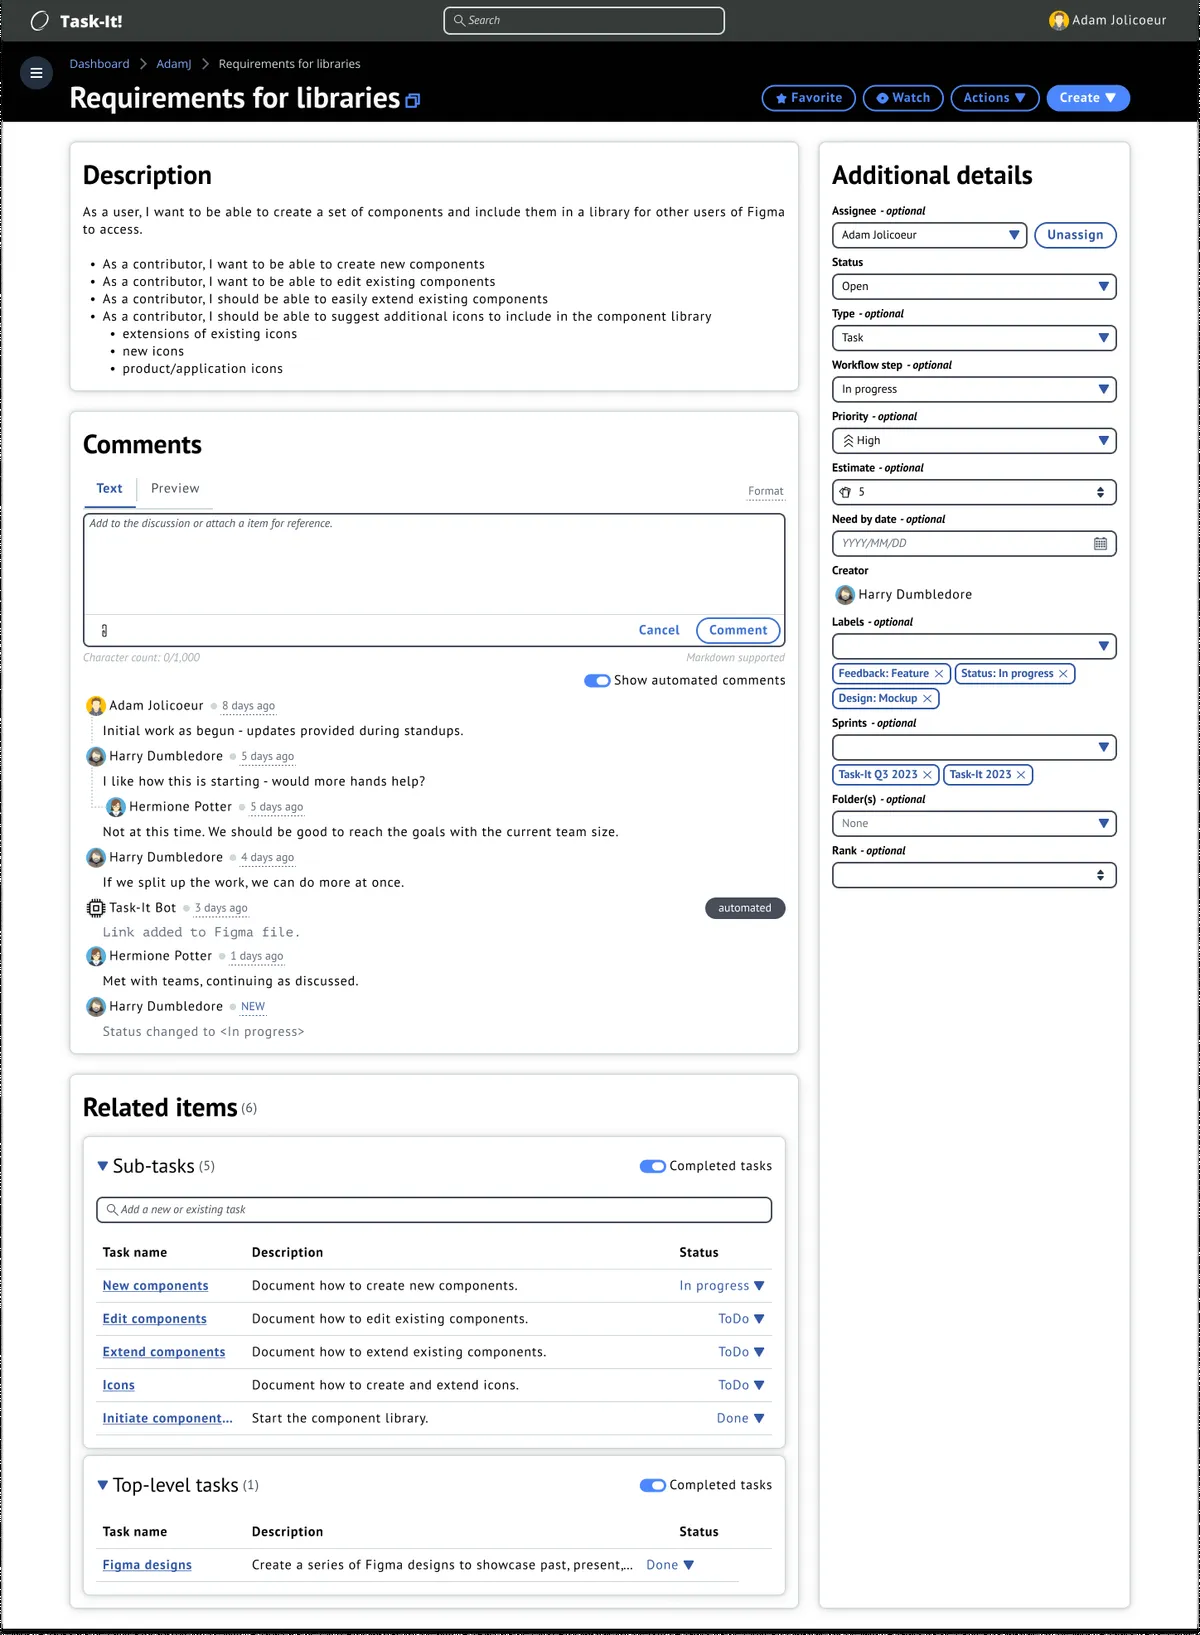 Task-It!
Search
Adam Jolicoeur
Dashboard > AdamJ > Requirements for libraries
Requirements for libraries
Favorite
Watch
Actions ▼
Create ▼
Description
As a user, I want to be able to create a set of components and include them in a library for other users of Figma
to access.
• As a contributor, I want to be able to create new components
• As a contributor, I want to be able to edit existing components
• As a contributor, I should be able to easily extend existing components
• As a contributor, I should be able to suggest additional icons to include in the component library
• extensions of existing icons
• new icons
• product/application icons
Comments
Text
Preview
Format
Add to the discussion or attach a item for reference.
Cancel
Comment
Character count: 0/1,000
Markdown supported
Show automated comments
Adam Jolicoeur • 8 days ago
Initial work as begun - updates provided during standups.
Harry Dumbledore • 5 days ago
I like how this is starting - would more hands help?
Hermione Potter • 5 days ago
Not at this time. We should be good to reach the goals with the current team size.
Harry Dumbledore • 4 days ago
If we split up the work, we can do more at once.
Task-It Bot • 3 days ago
automated
Link added to Figma file.
Hermione Potter • 1 days ago
Met with teams, continuing as discussed.
Harry Dumbledore • NEW
Status changed to <In progress>
Related items (6)
▼ Sub-tasks (5)
Completed tasks
Add a new or existing task
Task name Description Status
New components Document how to create new components. In progress ▼
Edit components Document how to edit existing components. ToDo ▼
Extend components Document how to extend existing components. ToDo ▼
Icons Document how to create and extend icons. ToDo ▼
Initiate component... Start the component library. Done ▼
▼ Top-level tasks (1)
Completed tasks
Task name Description Status
Figma designs Create a series of Figma designs to showcase past, present,... Done ▼
Additional details
Assignee - optional
Adam Jolicoeur
Unassign
Status
Open
Type - optional
Task
Workflow step - optional
In progress
Priority - optional
High
Estimate - optional
5
Need by date - optional
YYYY/MM/DD
Creator
Harry Dumbledore
Labels - optional
Feedback: Feature ×
Status: In progress ×
Design: Mockup ×
Sprints - optional
Task-It Q3 2023 ×
Task-It 2023 ×
Folder(s) - optional
None
Rank - optional